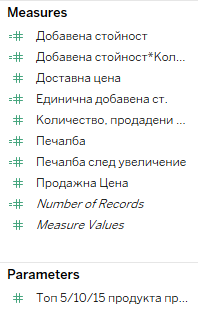 Measures
Добавена стойност
Добавена стойност*Кол...
Доставна цена
Единична добавена ст.
Количество, продадени ...
Печалба
Печалба след увеличение
Продажна Цена
Number of Records
Measure Values
Parameters
Топ 5/10/15 продукта пр...